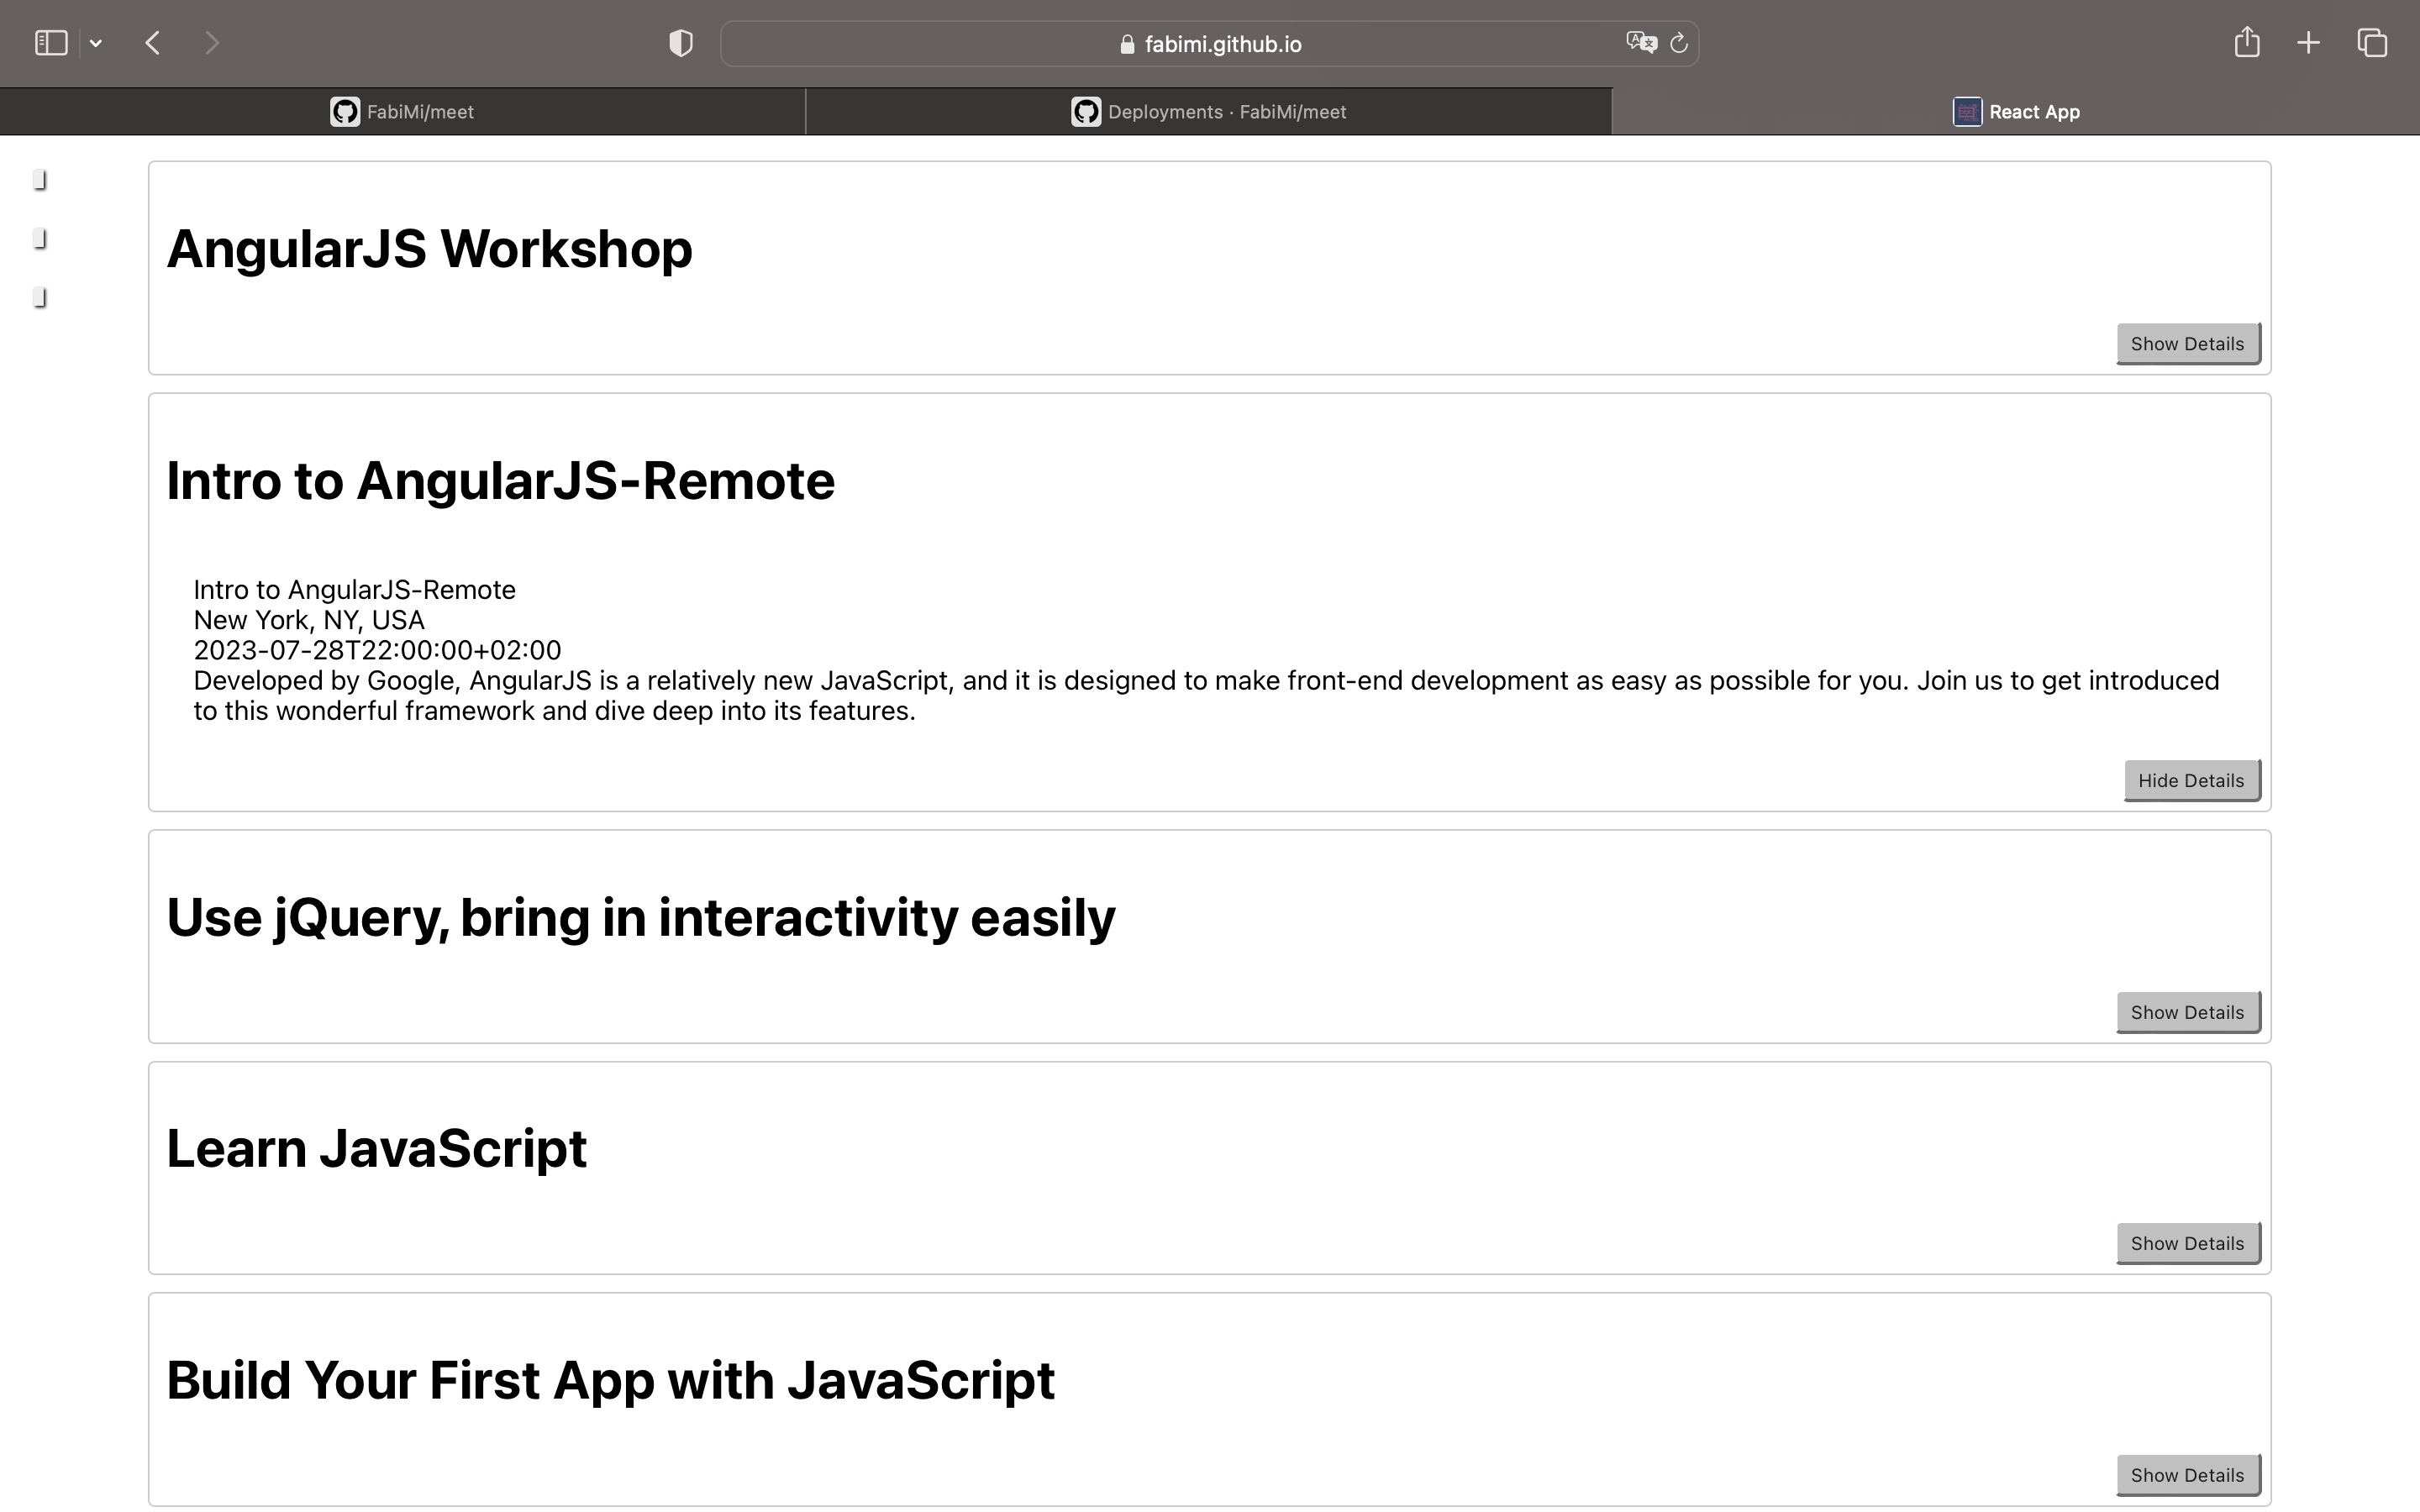 fabimi.github.io
FabiMi/meet
Deployments · FabiMi/meet
React App
AngularJS Workshop
Show Details
Intro to AngularJS-Remote
Intro to AngularJS-Remote
New York, NY, USA
2023-07-28T22:00:00+02:00
Developed by Google, AngularJS is a relatively new JavaScript, and it is designed to make front-end development as easy as possible for you. Join us to get introduced
to this wonderful framework and dive deep into its features.
Hide Details
Use jQuery, bring in interactivity easily
Show Details
Learn JavaScript
Show Details
Build Your First App with JavaScript
Show Details